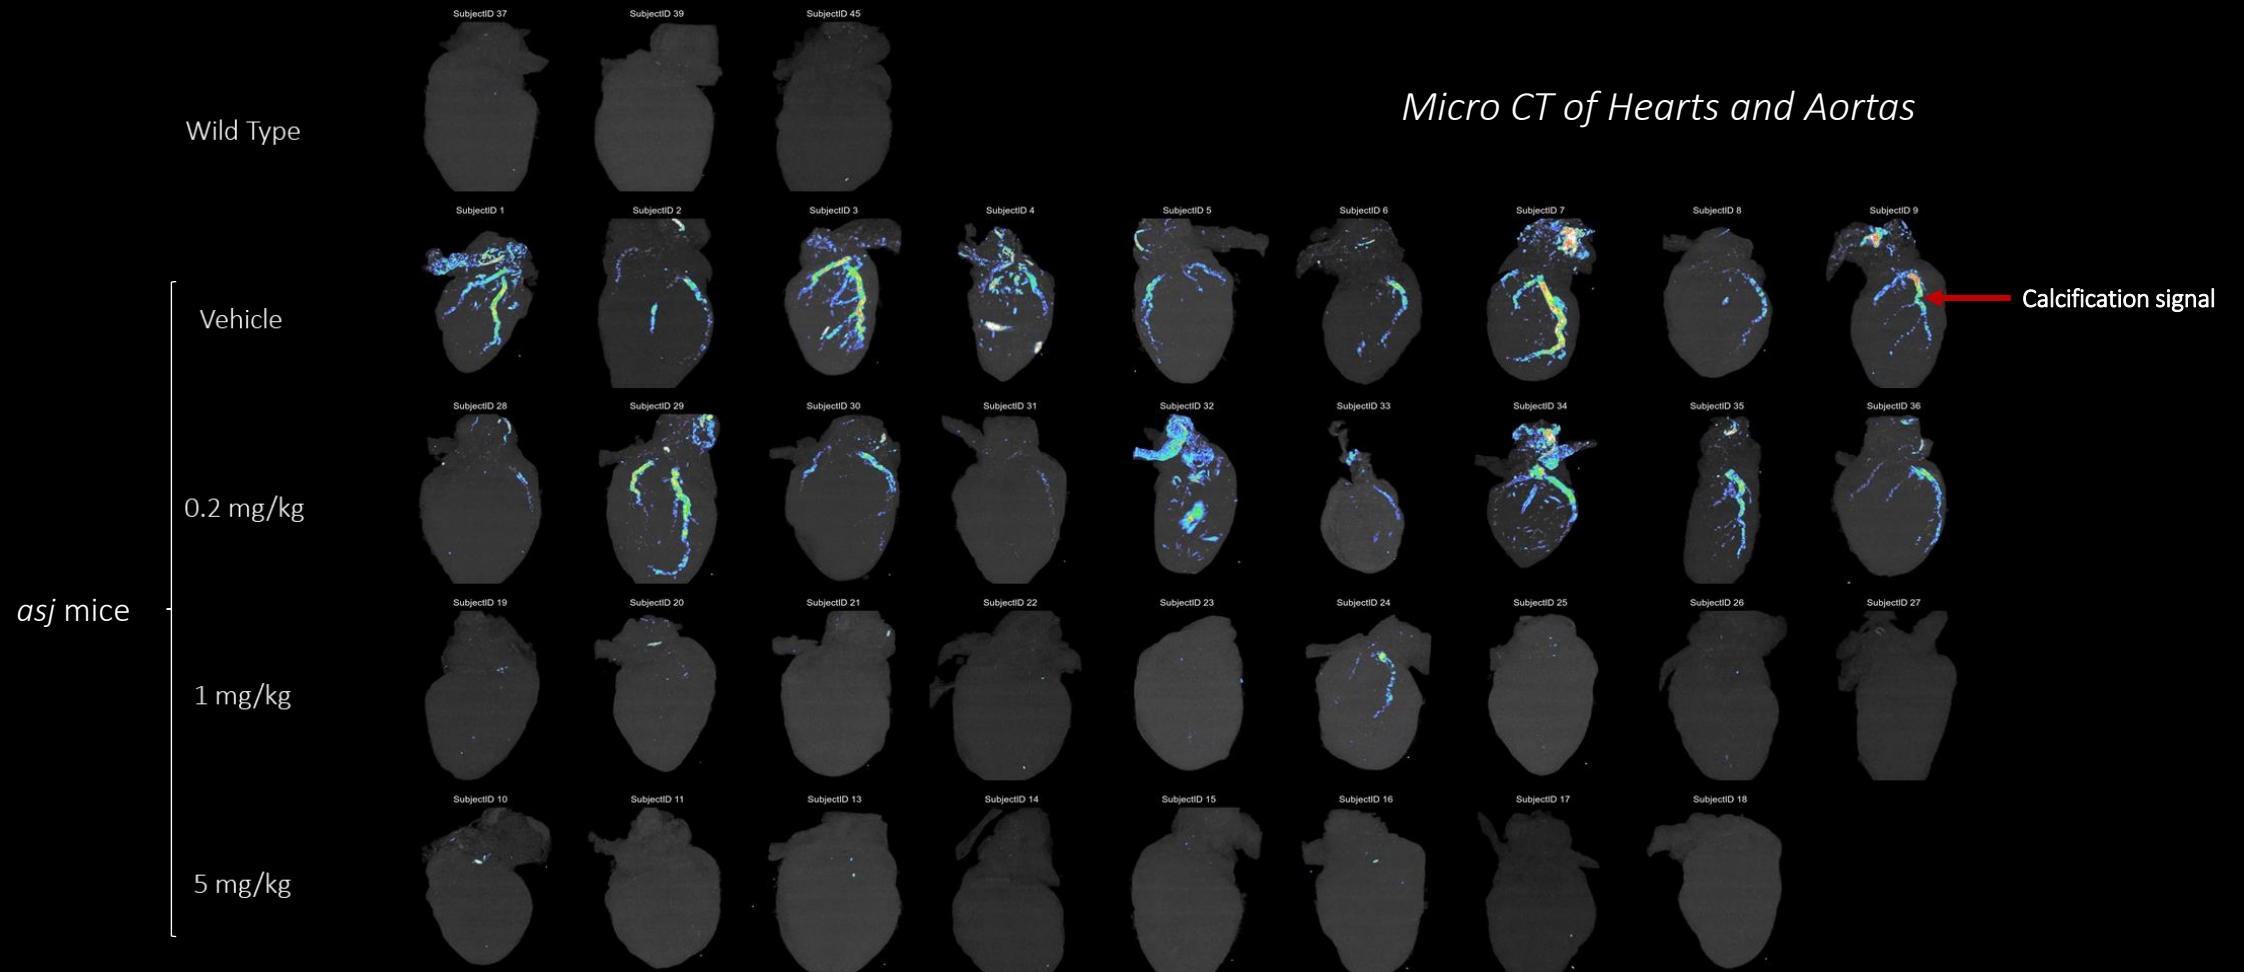 SubjectID 37
SubjectID 39
SubjectID 45
Micro CT of Hearts and Aortas
Wild Type
SubjectID 1
SubjectID 2
SubjectID 3
SubjectID 4
SubjectID 5
SubjectID 6
SubjectID 7
SubjectID 8
SubjectID 9
Calcification signal
Vehicle
SubjectID 28
SubjectID 29
SubjectID 30
SubjectID 31
SubjectID 32
SubjectID 33
SubjectID 34
SubjectID 35
SubjectID 36
0.2 mg/kg
asj mice
SubjectID 19
SubjectID 20
SubjectID 21
SubjectID 22
SubjectID 23
SubjectID 24
SubjectID 25
SubjectID 26
SubjectID 27
1 mg/kg
SubjectID 10
SubjectID 11
SubjectID 13
SubjectID 14
SubjectID 15
SubjectID 16
SubjectID 17
SubjectID 18
5 mg/kg